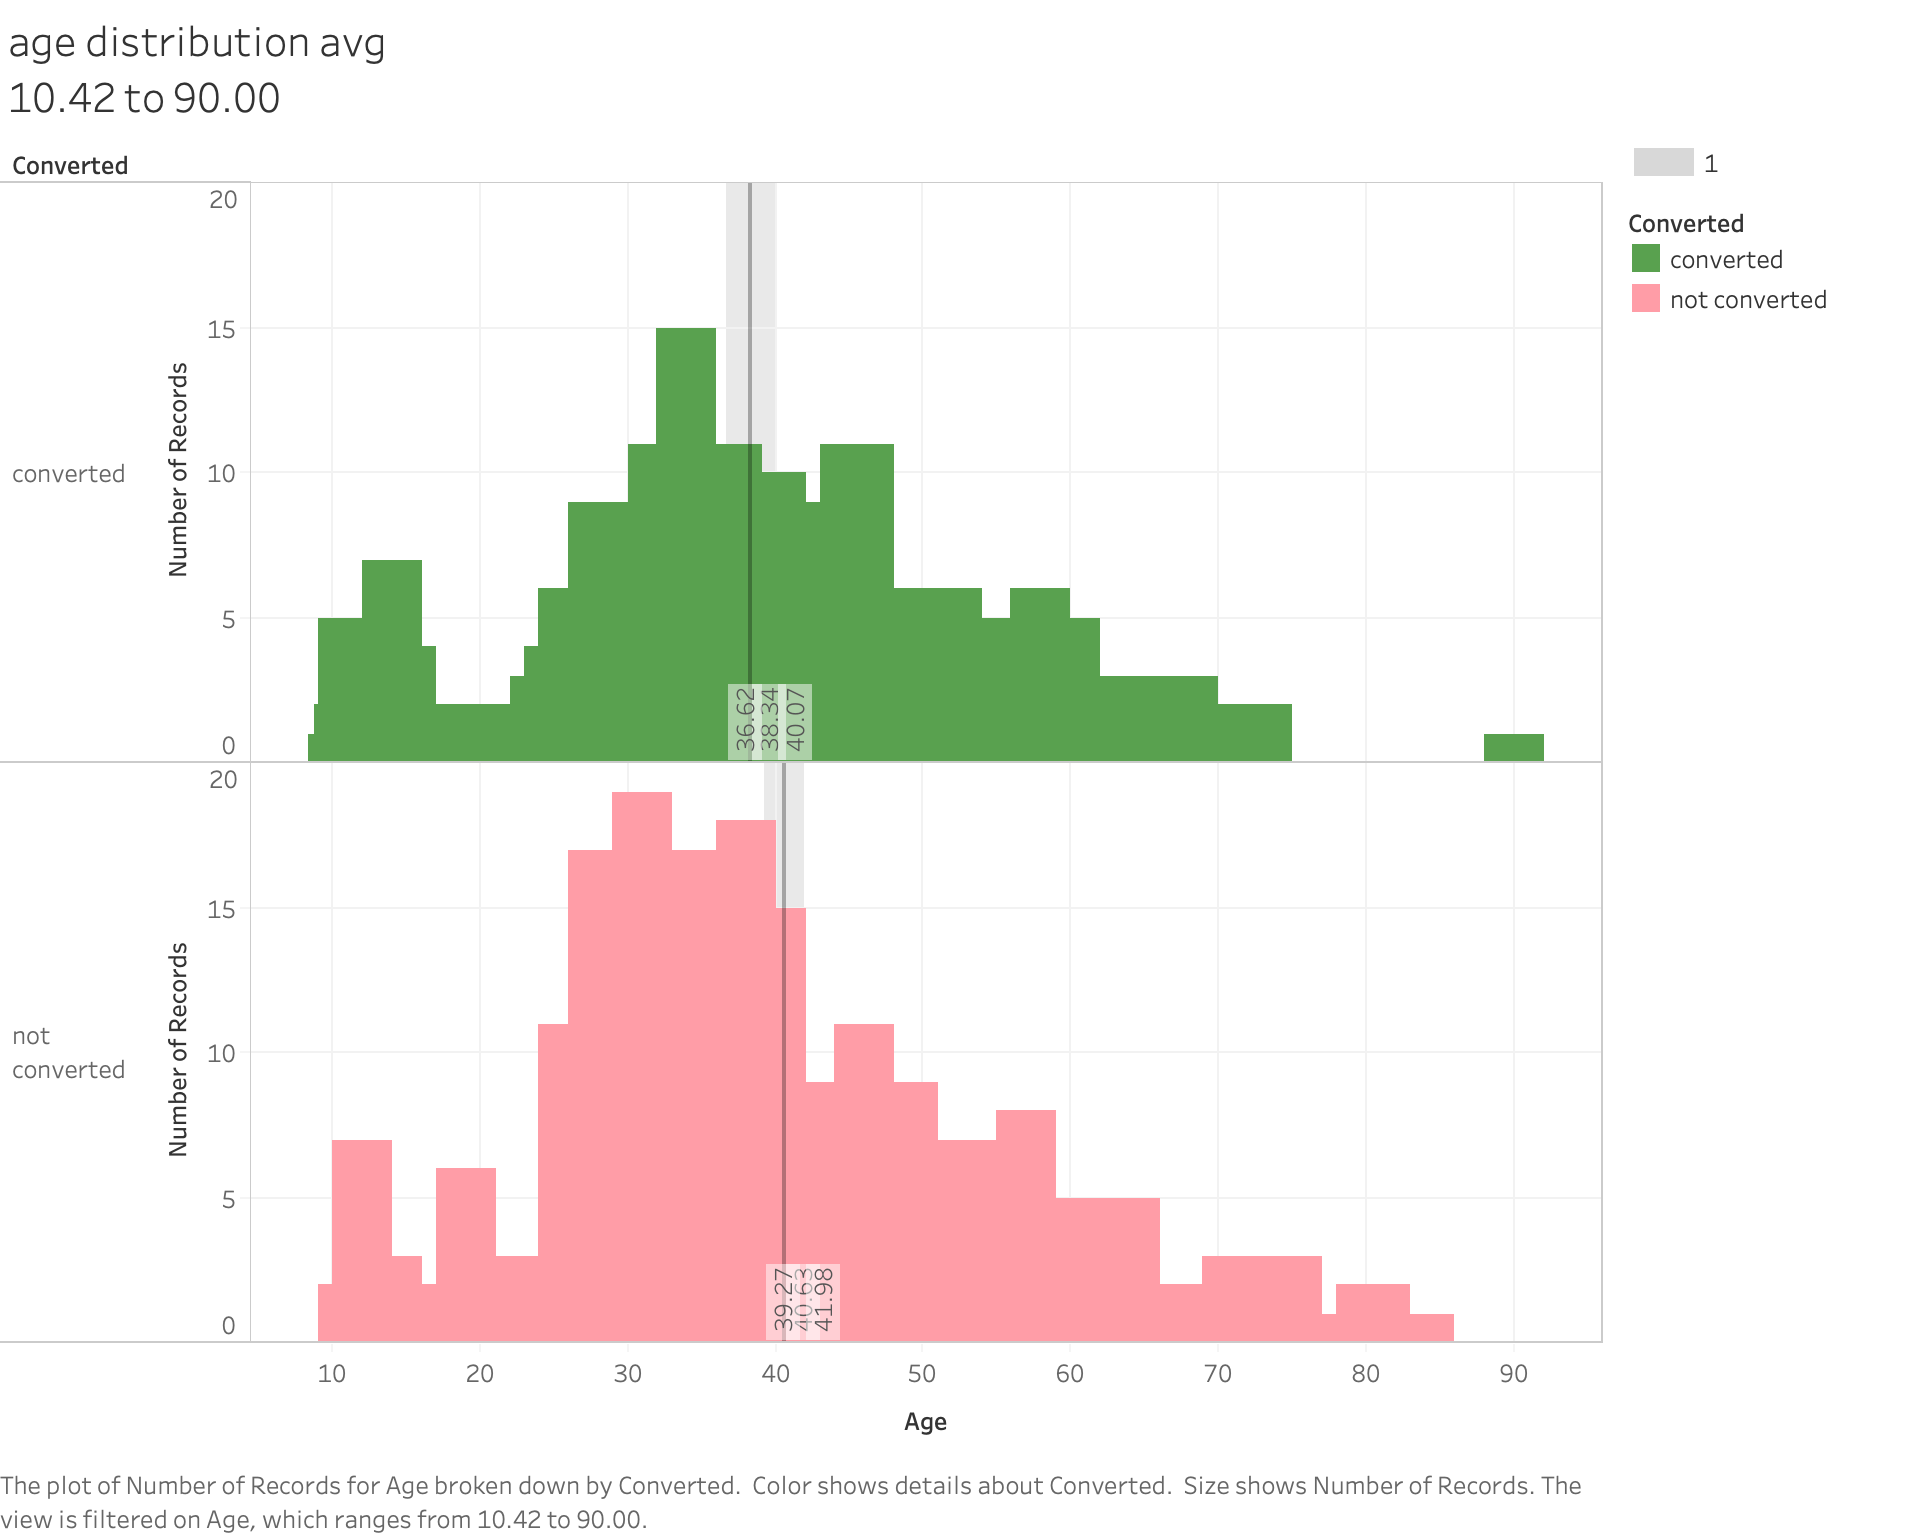 age distribution avg
10.42 to 90.00
Converted
1
Converted
converted
not converted
20
15
10
5
0
Number of Records
converted
36.62
38.34
40.07
20
15
10
5
0
Number of Records
not
converted
39.27
40.63
41.98
10 20 30 40 50 60 70 80 90
Age
The plot of Number of Records for Age broken down by Converted.  Color shows details about Converted.  Size shows Number of Records. The
view is filtered on Age, which ranges from 10.42 to 90.00.